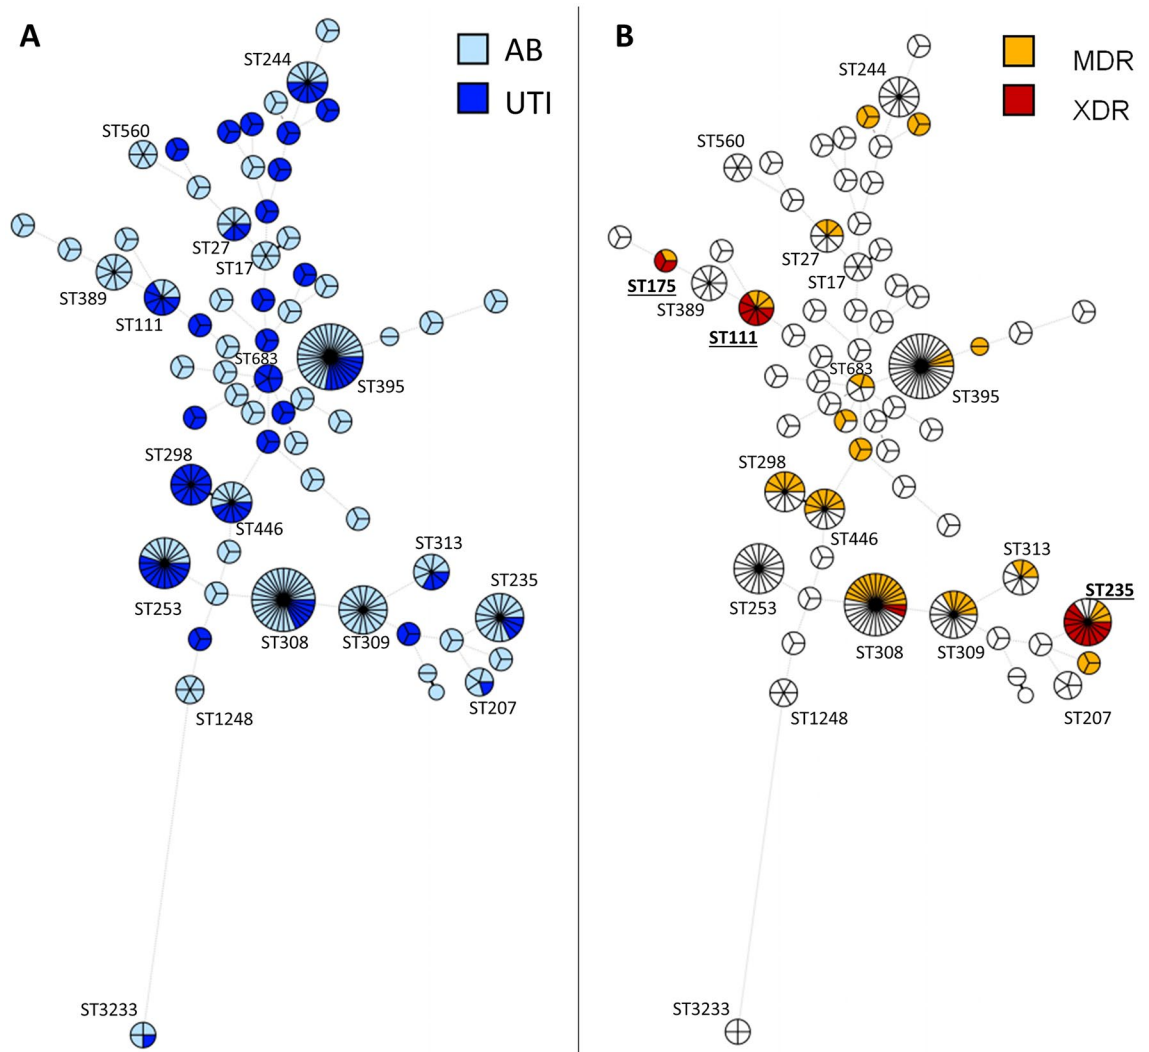 A
AB
UTI
ST244
ST560
ST27
ST17
ST389
ST111
ST683
ST395
ST298
ST446
ST313
ST235
ST253
ST308
ST309
ST207
ST1248
ST3233
B
MDR
XDR
ST244
ST560
ST27
ST17
ST175
ST389
ST111
ST683
ST395
ST298
ST446
ST313
ST235
ST253
ST308
ST309
ST207
ST1248
ST3233